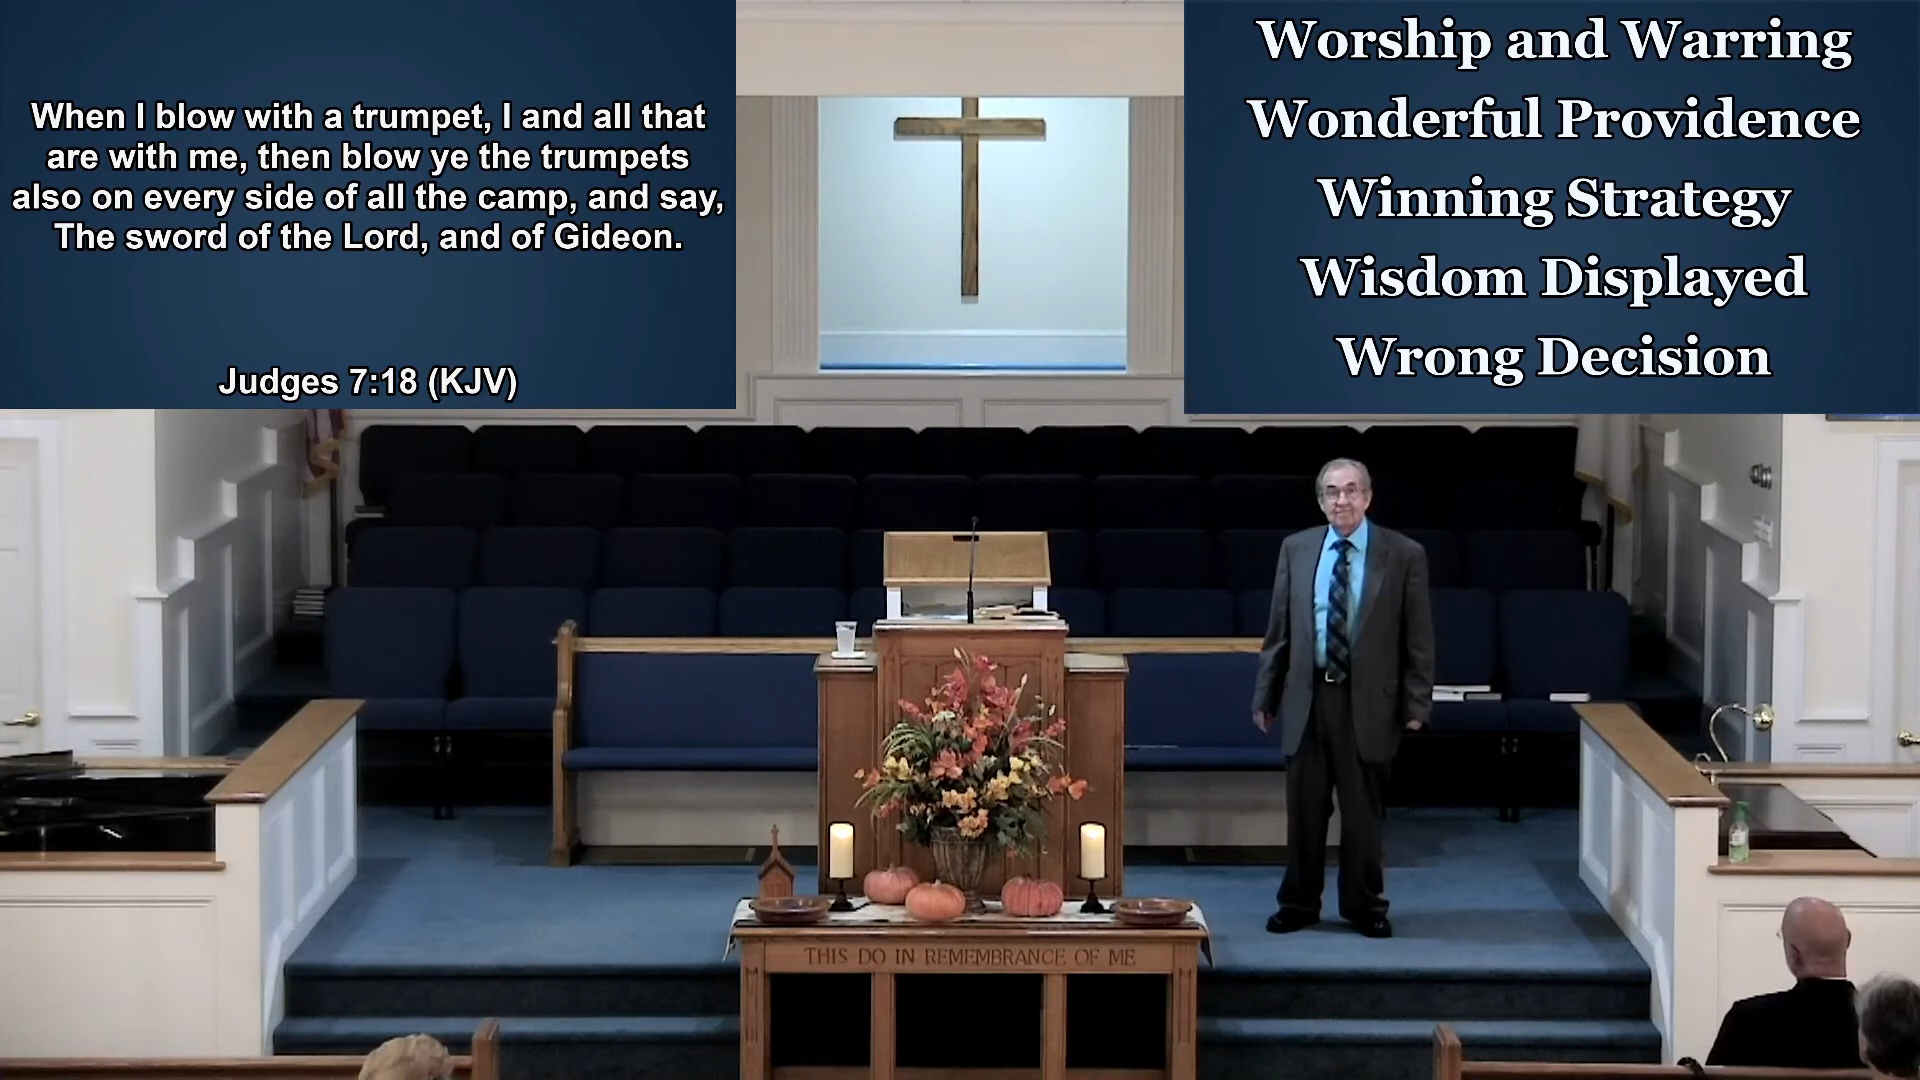 When I blow with a trumpet, I and all that
are with me, then blow ye the trumpets
also on every side of all the camp, and say,
The sword of the Lord, and of Gideon.
Judges 7:18 (KJV)
Worship and Warring
Wonderful Providence
Winning Strategy
Wisdom Displayed
Wrong Decision
THIS DO IN REMEMBRANCE OF ME